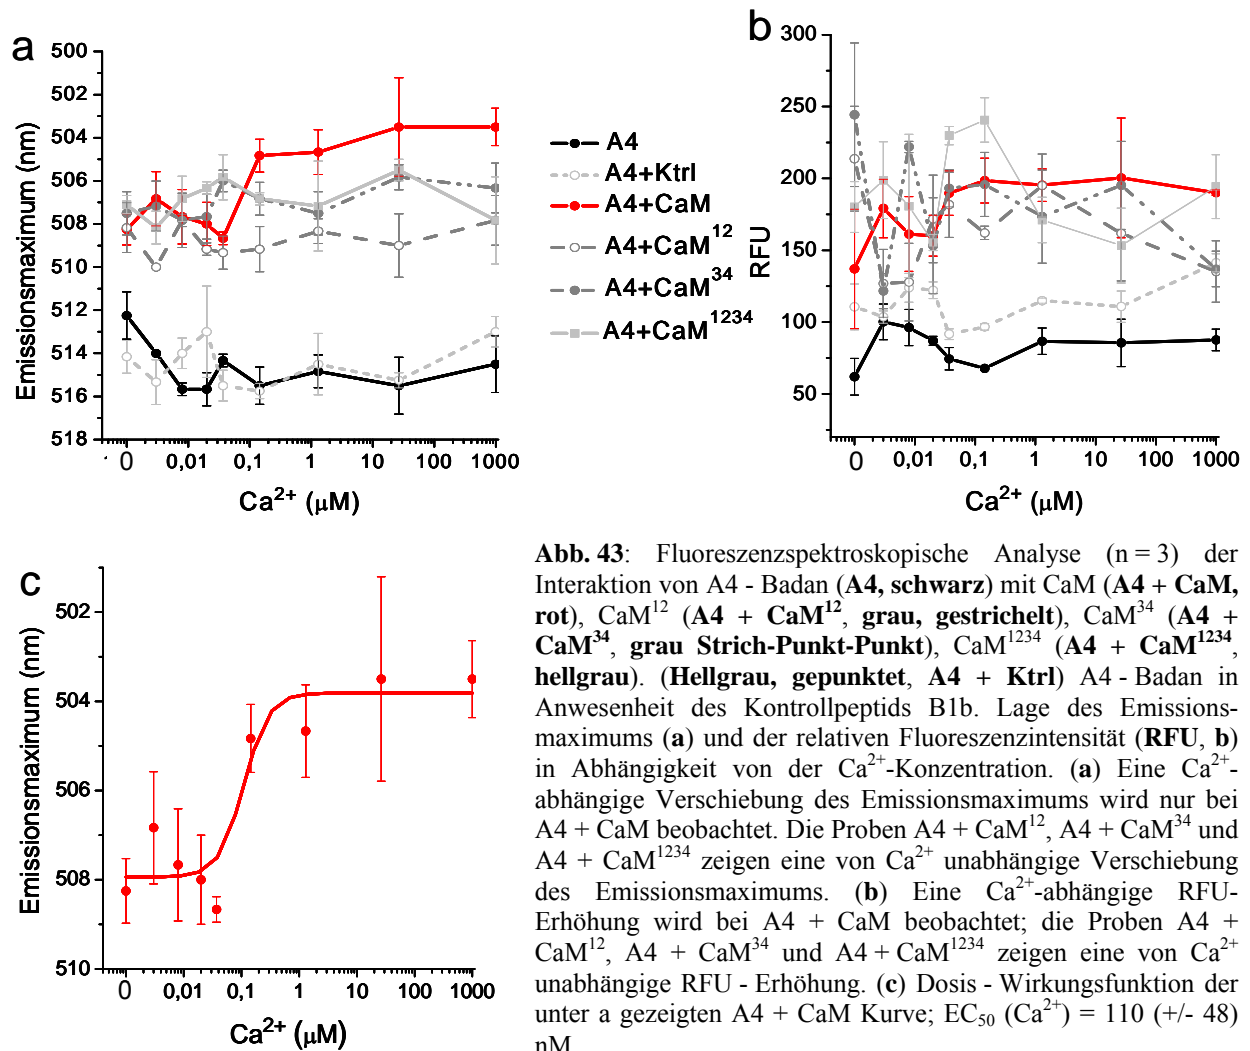 a
500
502
504
506
508
510
512
514
516
518
Emissionsmaximum (nm)
0 0,01 0,1 1 10 100 1000
Ca²⁺ (µM)
A4
A4+Ktrl
A4+CaM
A4+CaM¹²
A4+CaM³⁴
A4+CaM¹²³⁴
b
300
250
200
150
100
50
RFU
0 0,01 0,1 1 10 100 1000
Ca²⁺ (µM)
c
502
504
506
508
510
Emissionsmaximum (nm)
0 0,01 0,1 1 10 100 1000
Ca²⁺ (µM)
Abb. 43: Fluoreszenzspektroskopische Analyse (n = 3) der
Interaktion von A4 - Badan (A4, schwarz) mit CaM (A4 + CaM,
rot), CaM¹² (A4 + CaM¹², grau, gestrichelt), CaM³⁴ (A4 +
CaM³⁴, grau Strich-Punkt-Punkt), CaM¹²³⁴ (A4 + CaM¹²³⁴,
hellgrau). (Hellgrau, gepunktet, A4 + Ktrl) A4 - Badan in
Anwesenheit des Kontrollpeptids B1b. Lage des Emissions-
maximums (a) und der relativen Fluoreszenzintensität (RFU, b)
in Abhängigkeit von der Ca²⁺-Konzentration. (a) Eine Ca²⁺-
abhängige Verschiebung des Emissionsmaximums wird nur bei
A4 + CaM beobachtet. Die Proben A4 + CaM¹², A4 + CaM³⁴ und
A4 + CaM¹²³⁴ zeigen eine von Ca²⁺ unabhängige Verschiebung
des Emissionsmaximums. (b) Eine Ca²⁺-abhängige RFU-
Erhöhung wird bei A4 + CaM beobachtet; die Proben A4 +
CaM¹², A4 + CaM³⁴ und A4 + CaM¹²³⁴ zeigen eine von Ca²⁺
unabhängige RFU - Erhöhung. (c) Dosis - Wirkungsfunktion der
unter a gezeigten A4 + CaM Kurve; EC₅₀ (Ca²⁺) = 110 (+/- 48)
nM